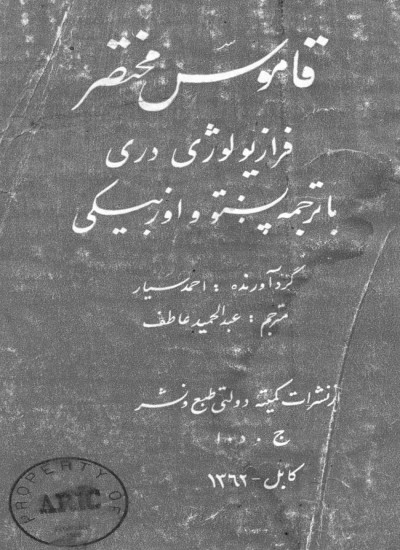 قاموس مختصر
فرازیولوژی دری
با ترجمه پښتو و اوزبیکی
گردآورنده : احمد سیار
مترجم : عبدالحمید عاطف
از نشرات کمیته دولتی طبع و نشر
ج . د . ا
کابل - ۱۳۶۲
PROPERTY OF
ARIC